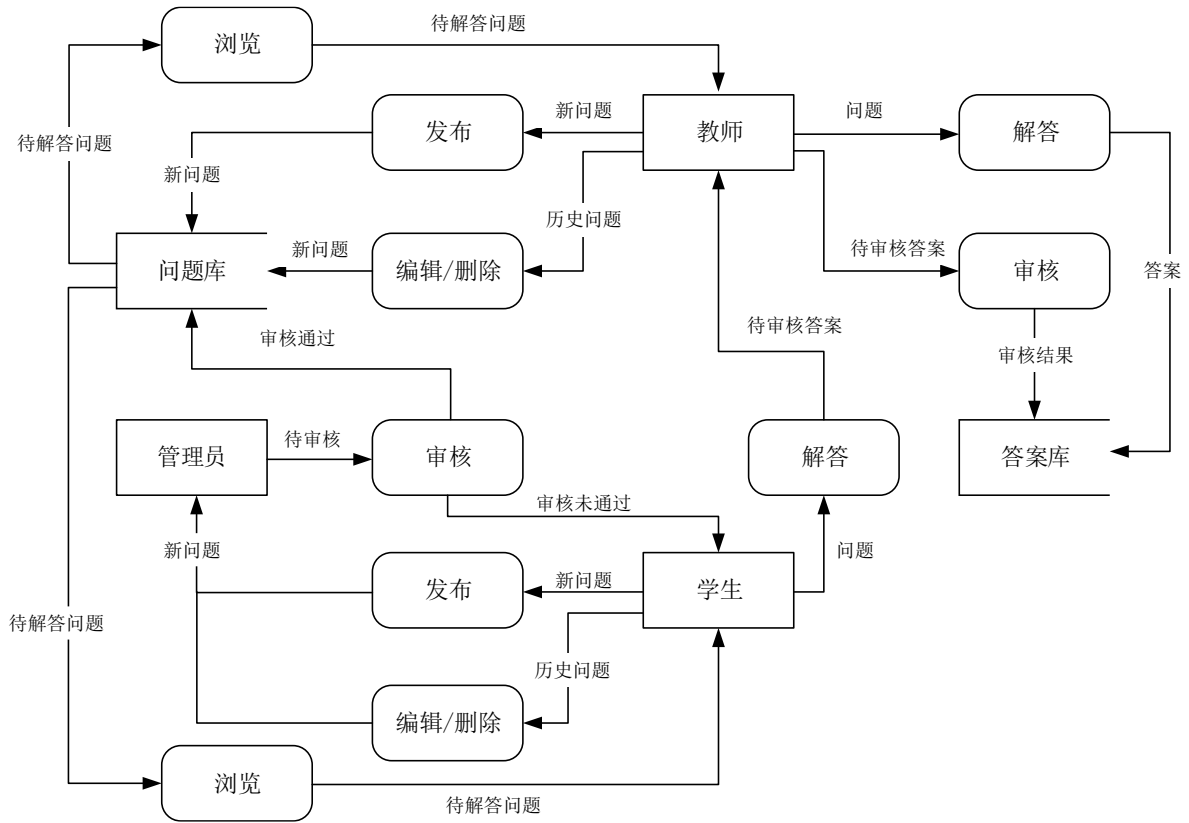 待解答问题
浏览
新问题
问题
发布
教师
解答
待解答问题
新问题
历史问题
新问题
待审核答案
问题库
编辑/删除
审核
答案
审核通过
待审核答案
审核结果
待审核
管理员
审核
解答
答案库
审核未通过
新问题
问题
新问题
发布
学生
待解答问题
历史问题
编辑/删除
浏览
待解答问题